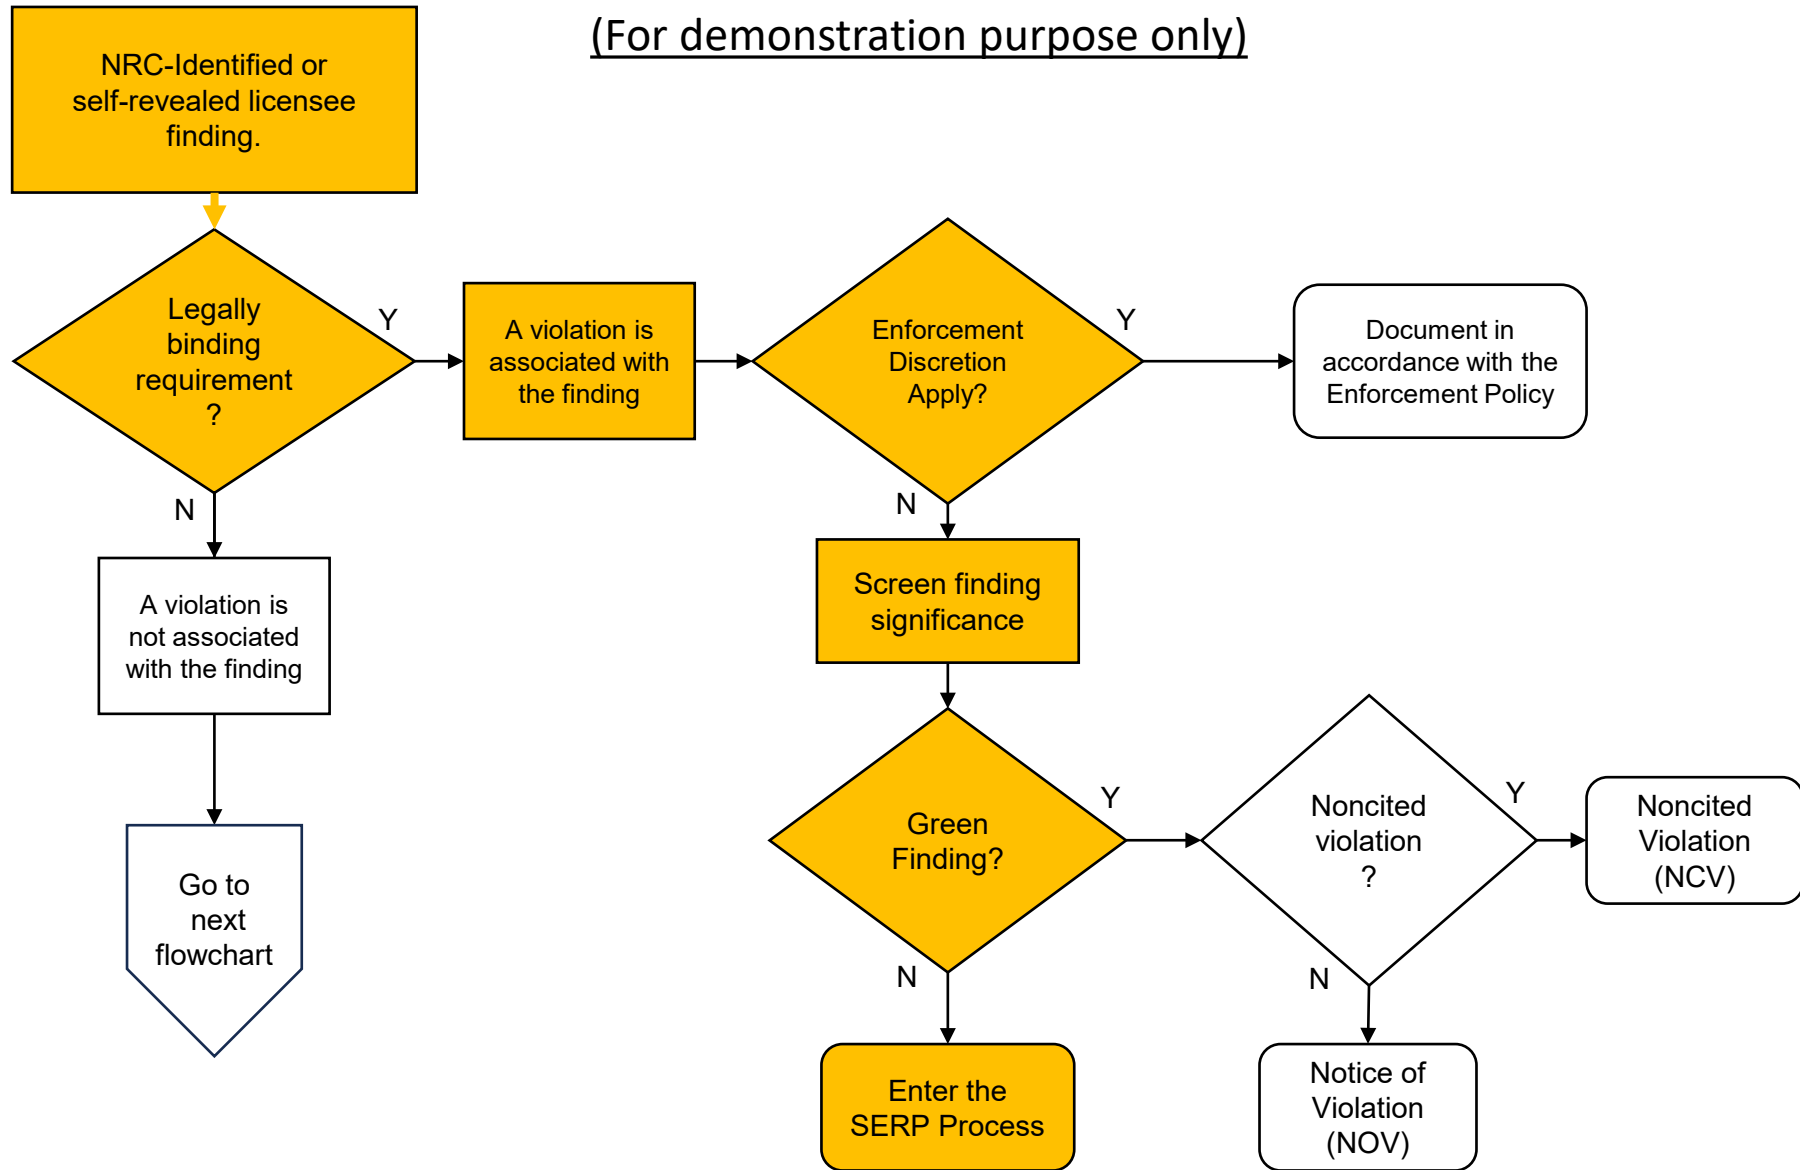 (For demonstration purpose only)
NRC-Identified or
self-revealed licensee
finding.
Legally
binding
requirement
?
Y
N
A violation is
associated with
the finding
Enforcement
Discretion
Apply?
Y
N
Document in
accordance with the
Enforcement Policy
A violation is
not associated
with the finding
Go to
next
flowchart
Screen finding
significance
Green
Finding?
Y
N
Noncited
violation
?
Y
N
Noncited
Violation
(NCV)
Enter the
SERP Process
Notice of
Violation
(NOV)